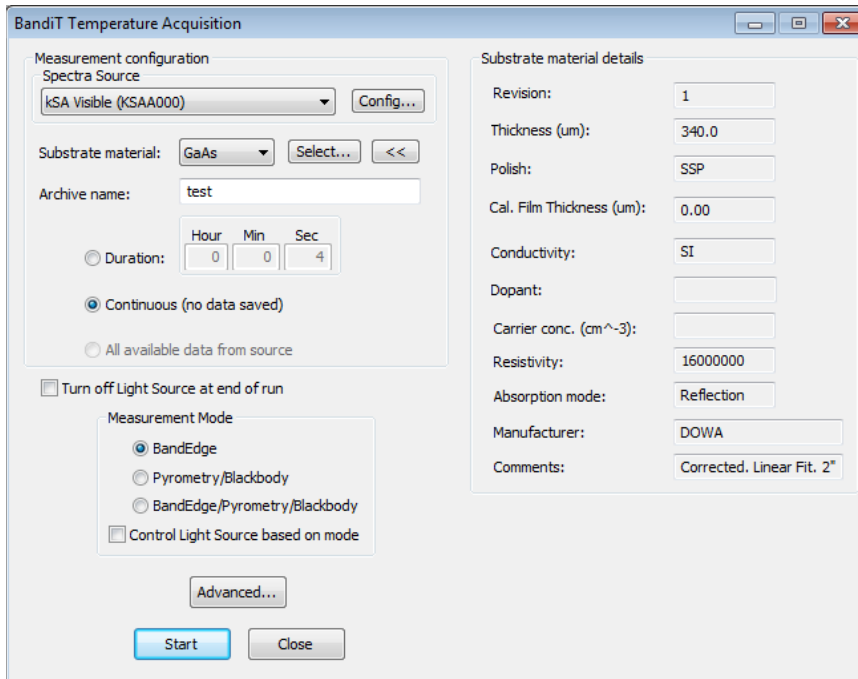 BandiT Temperature Acquisition
Measurement configuration
Spectra Source
kSA Visible (KSAA000)
Config...
Substrate material:
GaAs
Select...
<<
Archive name:
test
Hour Min Sec
Duration:
0 0 4
Continuous (no data saved)
All available data from source
Turn off Light Source at end of run
Measurement Mode
BandEdge
Pyrometry/Blackbody
BandEdge/Pyrometry/Blackbody
Control Light Source based on mode
Advanced...
Start
Close
Substrate material details
Revision: 1
Thickness (um): 340.0
Polish: SSP
Cal. Film Thickness (um): 0.00
Conductivity: SI
Dopant:
Carrier conc. (cm^-3):
Resistivity: 16000000
Absorption mode: Reflection
Manufacturer: DOWA
Comments: Corrected. Linear Fit. 2"